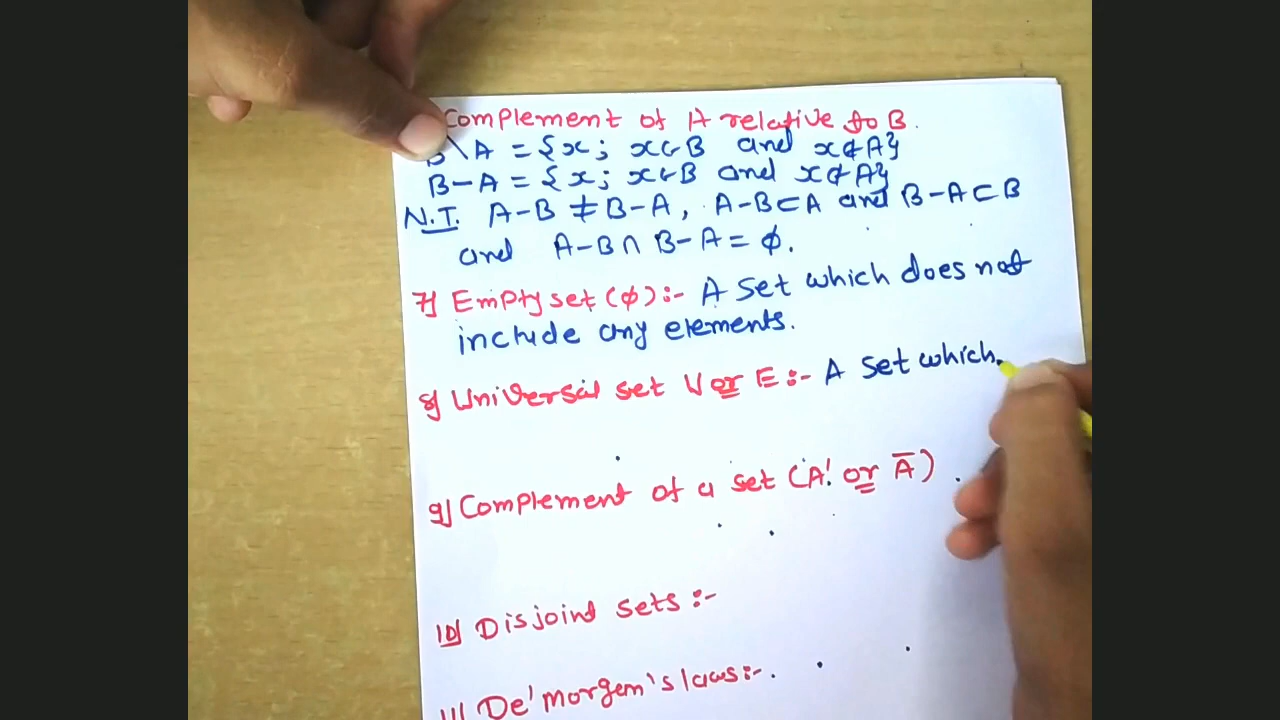 Complement of A relative to B.
B \ A = {x; x∈B and x∉A}
B-A = {x; x∈B and x∉A}
N.T. A-B ≠ B-A, A-B⊂A and B-A⊂B
and A-B ∩ B-A = ϕ.
7) Empty set (ϕ):- A set which does not
include any elements.
8) Universal set U or E:- A set which
9) Complement of a set (A' or Ā).
10) Disjoint sets:-
11) De'morgem's laws:-.